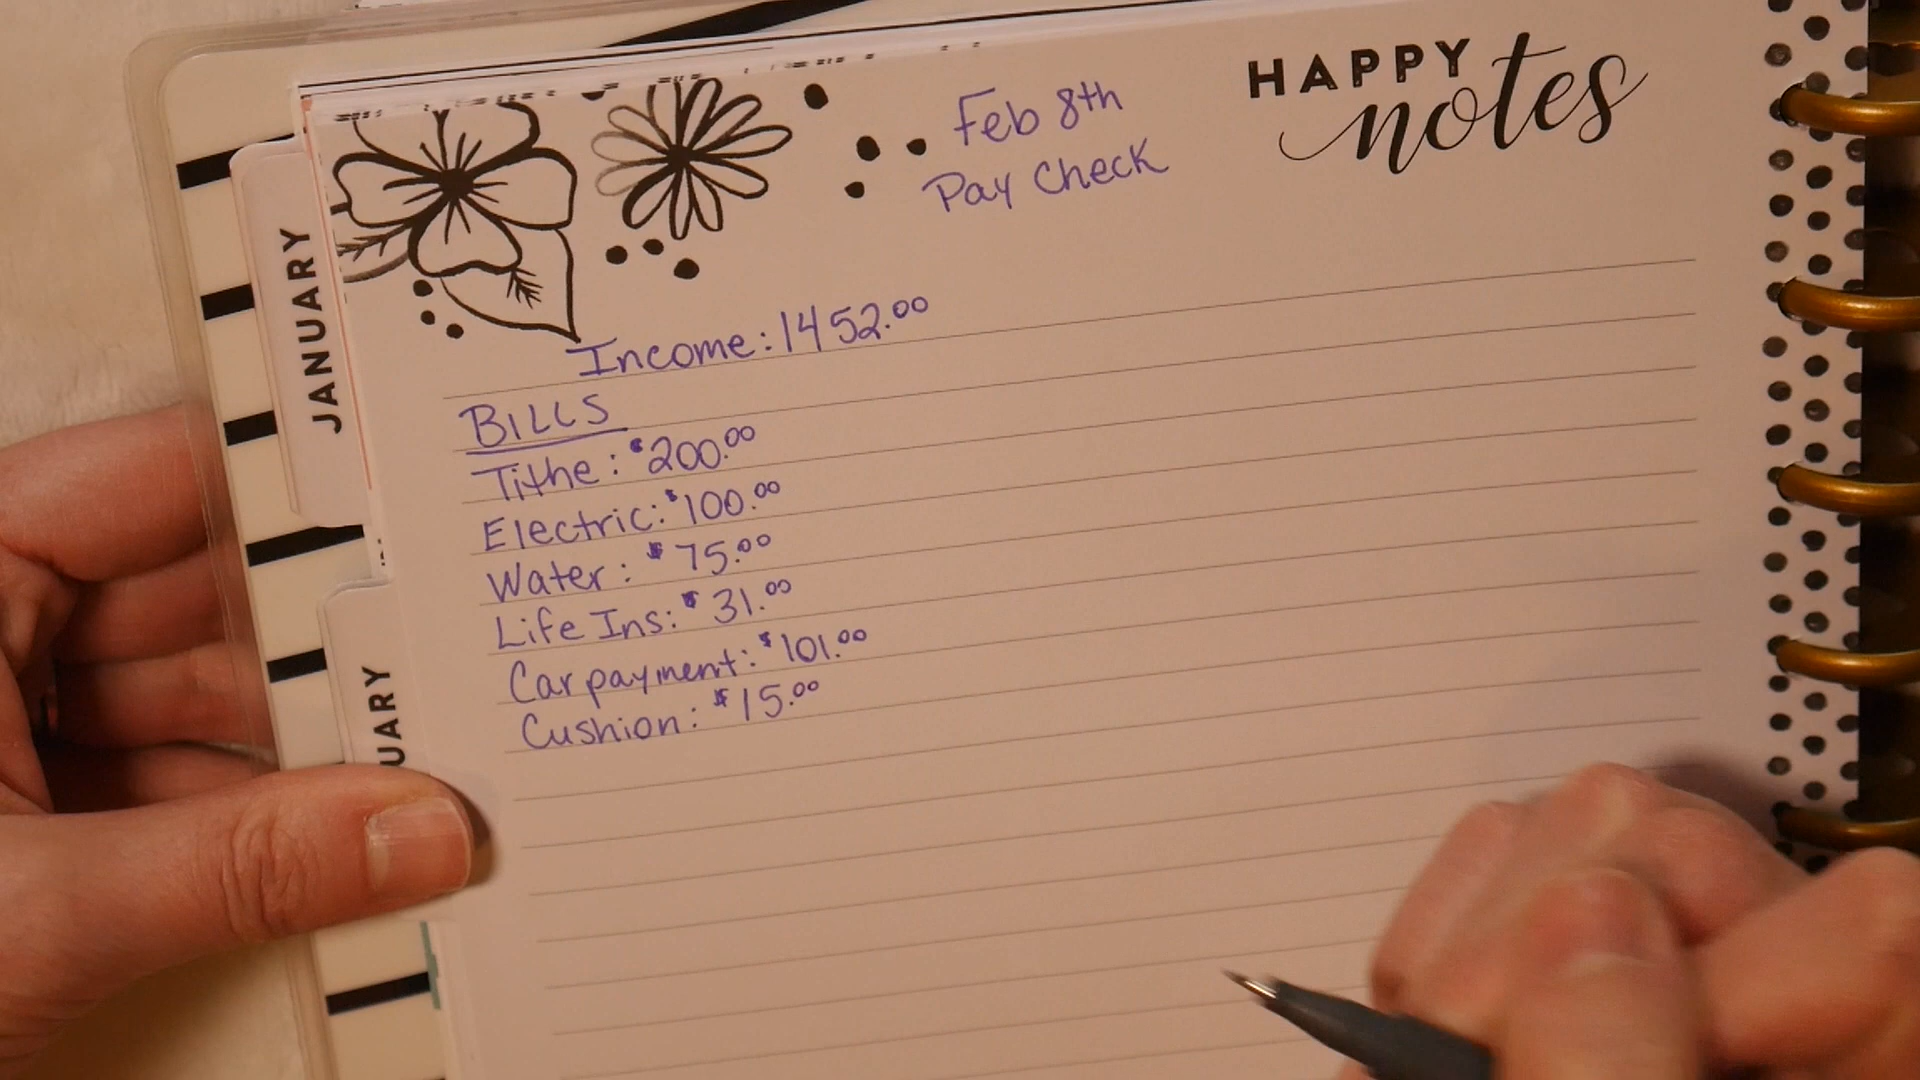 HAPPY
notes
Feb 8th
Pay Check
JANUARY
Income: 1452.00
BILLS
Tithe: $200.00
Electric: $100.00
Water: $75.00
Life Ins: $31.00
Car payment: $101.00
Cushion: $15.00
UARY